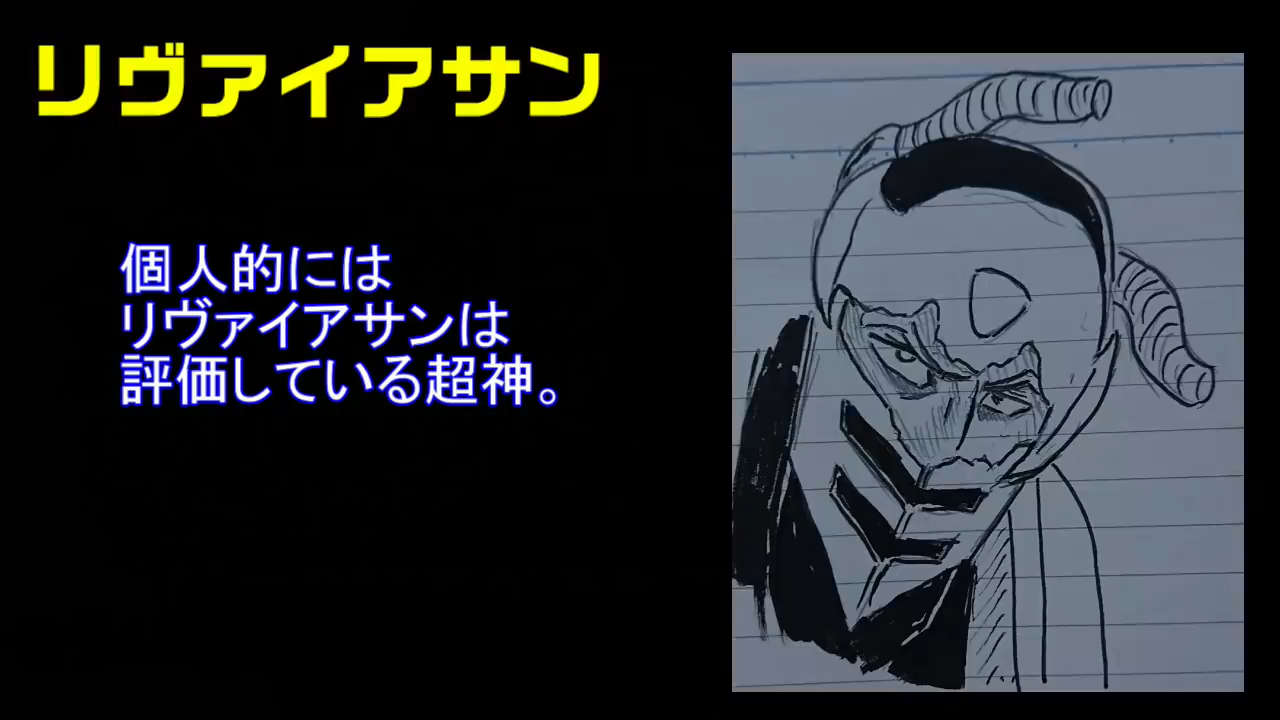 リヴァイアサン
個人的には
リヴァイアサンは
評価している超神。